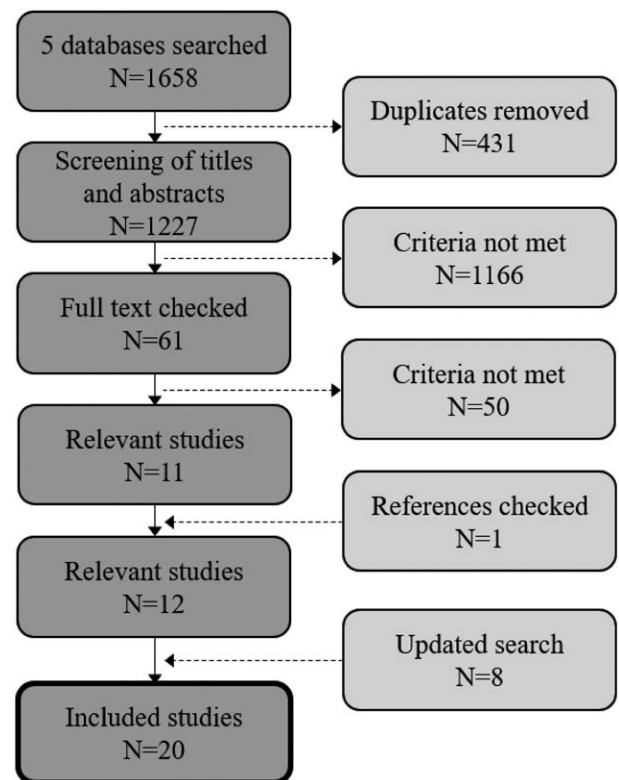 5 databases searched
N=1658
Duplicates removed
N=431
Screening of titles
and abstracts
N=1227
Criteria not met
N=1166
Full text checked
N=61
Criteria not met
N=50
Relevant studies
N=11
References checked
N=1
Relevant studies
N=12
Updated search
N=8
Included studies
N=20